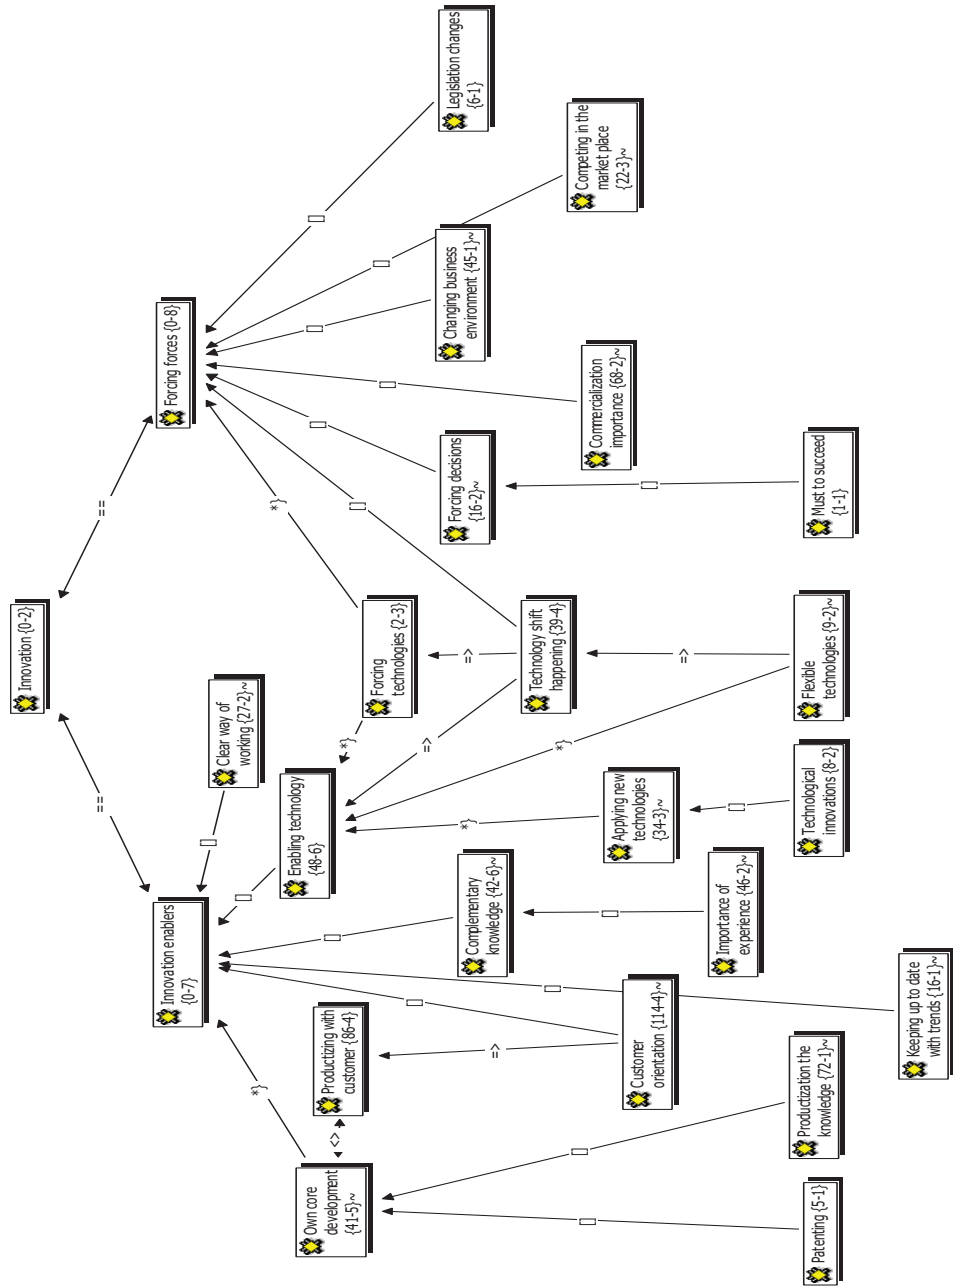 Innovation {0-2}
==
==
Innovation enablers
{0-7}
Forcing forces {0-8}
[]
Clear way of
working {27-2}~
*}
[]
*}
[]
Own core
development
{41-5}~
<>
Productizing with
customer {86-4}
Enabling technology
{48-6}
*}
Forcing
technologies {2-3}
[]
[]
[]
[]
[]
[]
[]
=>
=>
Complementary
knowledge {42-6}
*}
Technology shift
happening {39-4}
Forcing decisions
{16-2}~
Changing business
environment {45-1}~
Legislation changes
{6-1}
=>
[]
*}
Customer
orientation {114-4}~
Applying new
technologies
{34-3}~
Commercialization
importance {68-2}~
Competing in the
market place
{22-3}~
[]
[]
[]
[]
=>
[]
Importance of
experience {46-2}~
Patenting {5-1}
Productization the
knowledge {72-1}~
Technological
innovations {8-2}
Flexible
technologies {9-2}~
Must to succeed
{1-1}
Keeping up to date
with trends {16-1}~